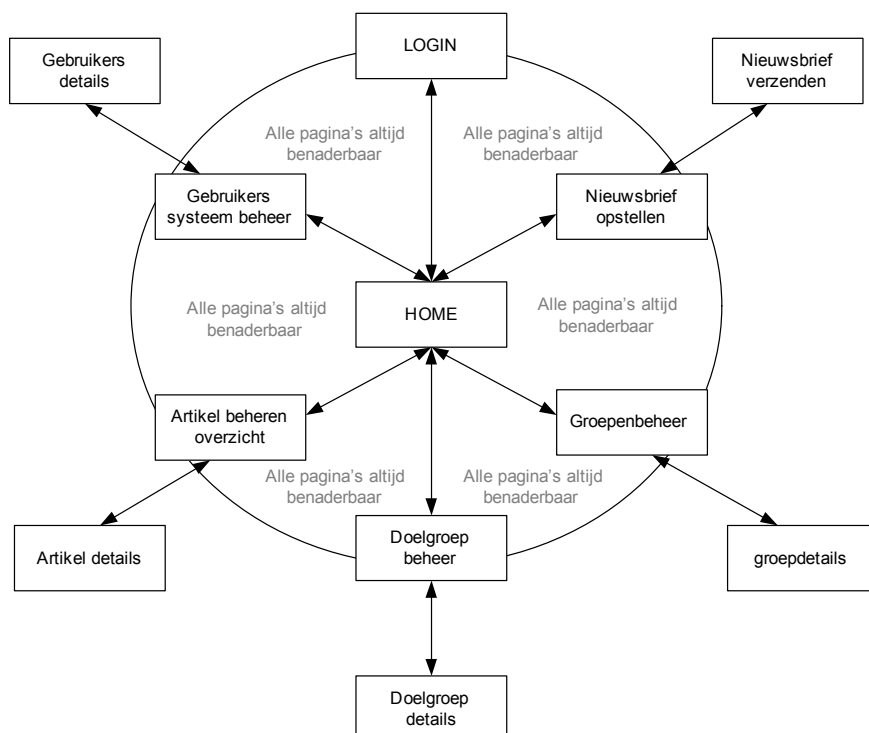 LOGIN
Gebruikers
details
Nieuwsbrief
verzenden
Alle pagina's altijd
benaderbaar
Alle pagina's altijd
benaderbaar
Gebruikers
systeem beheer
Nieuwsbrief
opstellen
Alle pagina's altijd
benaderbaar
HOME
Alle pagina's altijd
benaderbaar
Artikel beheren
overzicht
Groepenbeheer
Alle pagina's altijd
benaderbaar
Alle pagina's altijd
benaderbaar
Artikel details
Doelgroep
beheer
groepdetails
Doelgroep
details